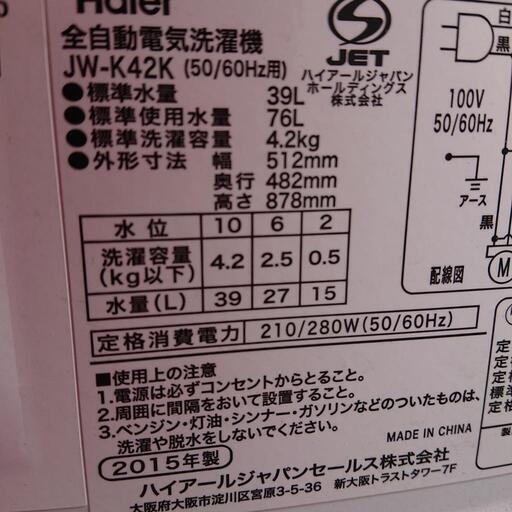 Haier
全自動電気洗濯機
JW-K42K (50/60Hz用)
●標準水量 39L
●標準使用水量 76L
●標準洗濯容量 4.2kg
●外形寸法 幅 512mm
奥行 482mm
高さ 878mm
JET
ハイアールジャパン
ホールディングス
株式会社
水位 10 6 2
洗濯容量
(kg以下) 4.2 2.5 0.5
水量(L) 39 27 15
定格消費電力 210/280W(50/60Hz)
白
黒
100V
50/60Hz
アース
黒
M
配線図
■使用上の注意
1.電源は必ずコンセントからとること。
2.周囲に間隔をおいて設置すること。
3.ベンジン・灯油・シンナー・ガソリンなどのついたものは、
洗濯や脱水をしないでください。
MADE IN CHINA
2015年製
ハイアールジャパンセールス株式会社
大阪府大阪市淀川区宮原3-5-36 新大阪トラストタワー7F
定
定格
標準
定格
製